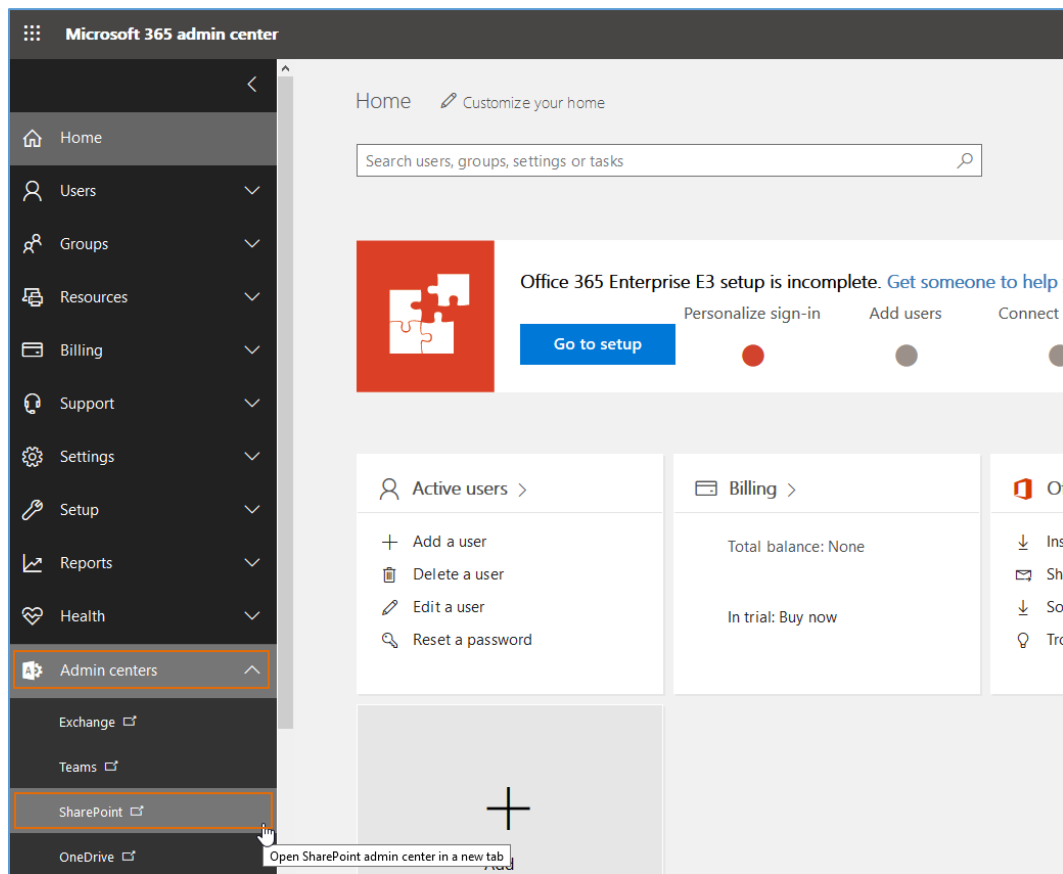 Microsoft 365 admin center
Home
Users
Groups
Resources
Billing
Support
Settings
Setup
Reports
Health
Admin centers
Exchange
Teams
SharePoint
OneDrive
Open SharePoint admin center in a new tab
Home Customize your home
Search users, groups, settings or tasks
Office 365 Enterprise E3 setup is incomplete. Get someone to help
Go to setup
Personalize sign-in Add users Connect
Active users
Add a user
Delete a user
Edit a user
Reset a password
Billing
Total balance: None
In trial: Buy now
Add